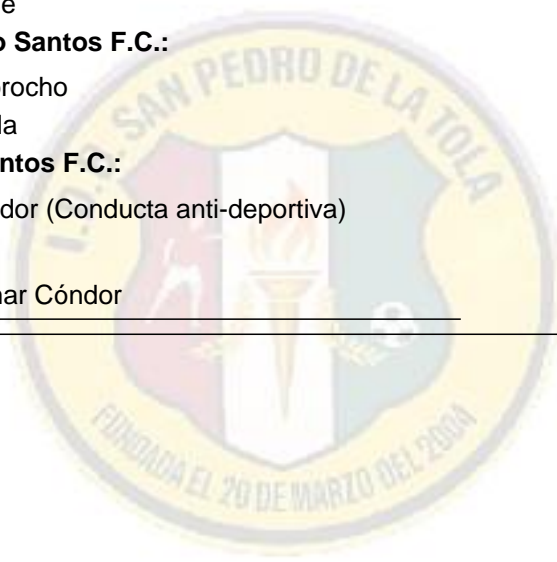 e
o Santos F.C.:
orocho
la
ntos F.C.:
dor (Conducta anti-deportiva)
nar Cóndor
L.D.B. SAN PEDRO DE LA TOLA
FUNDADA EL 20 DE MARZO DEL 2004